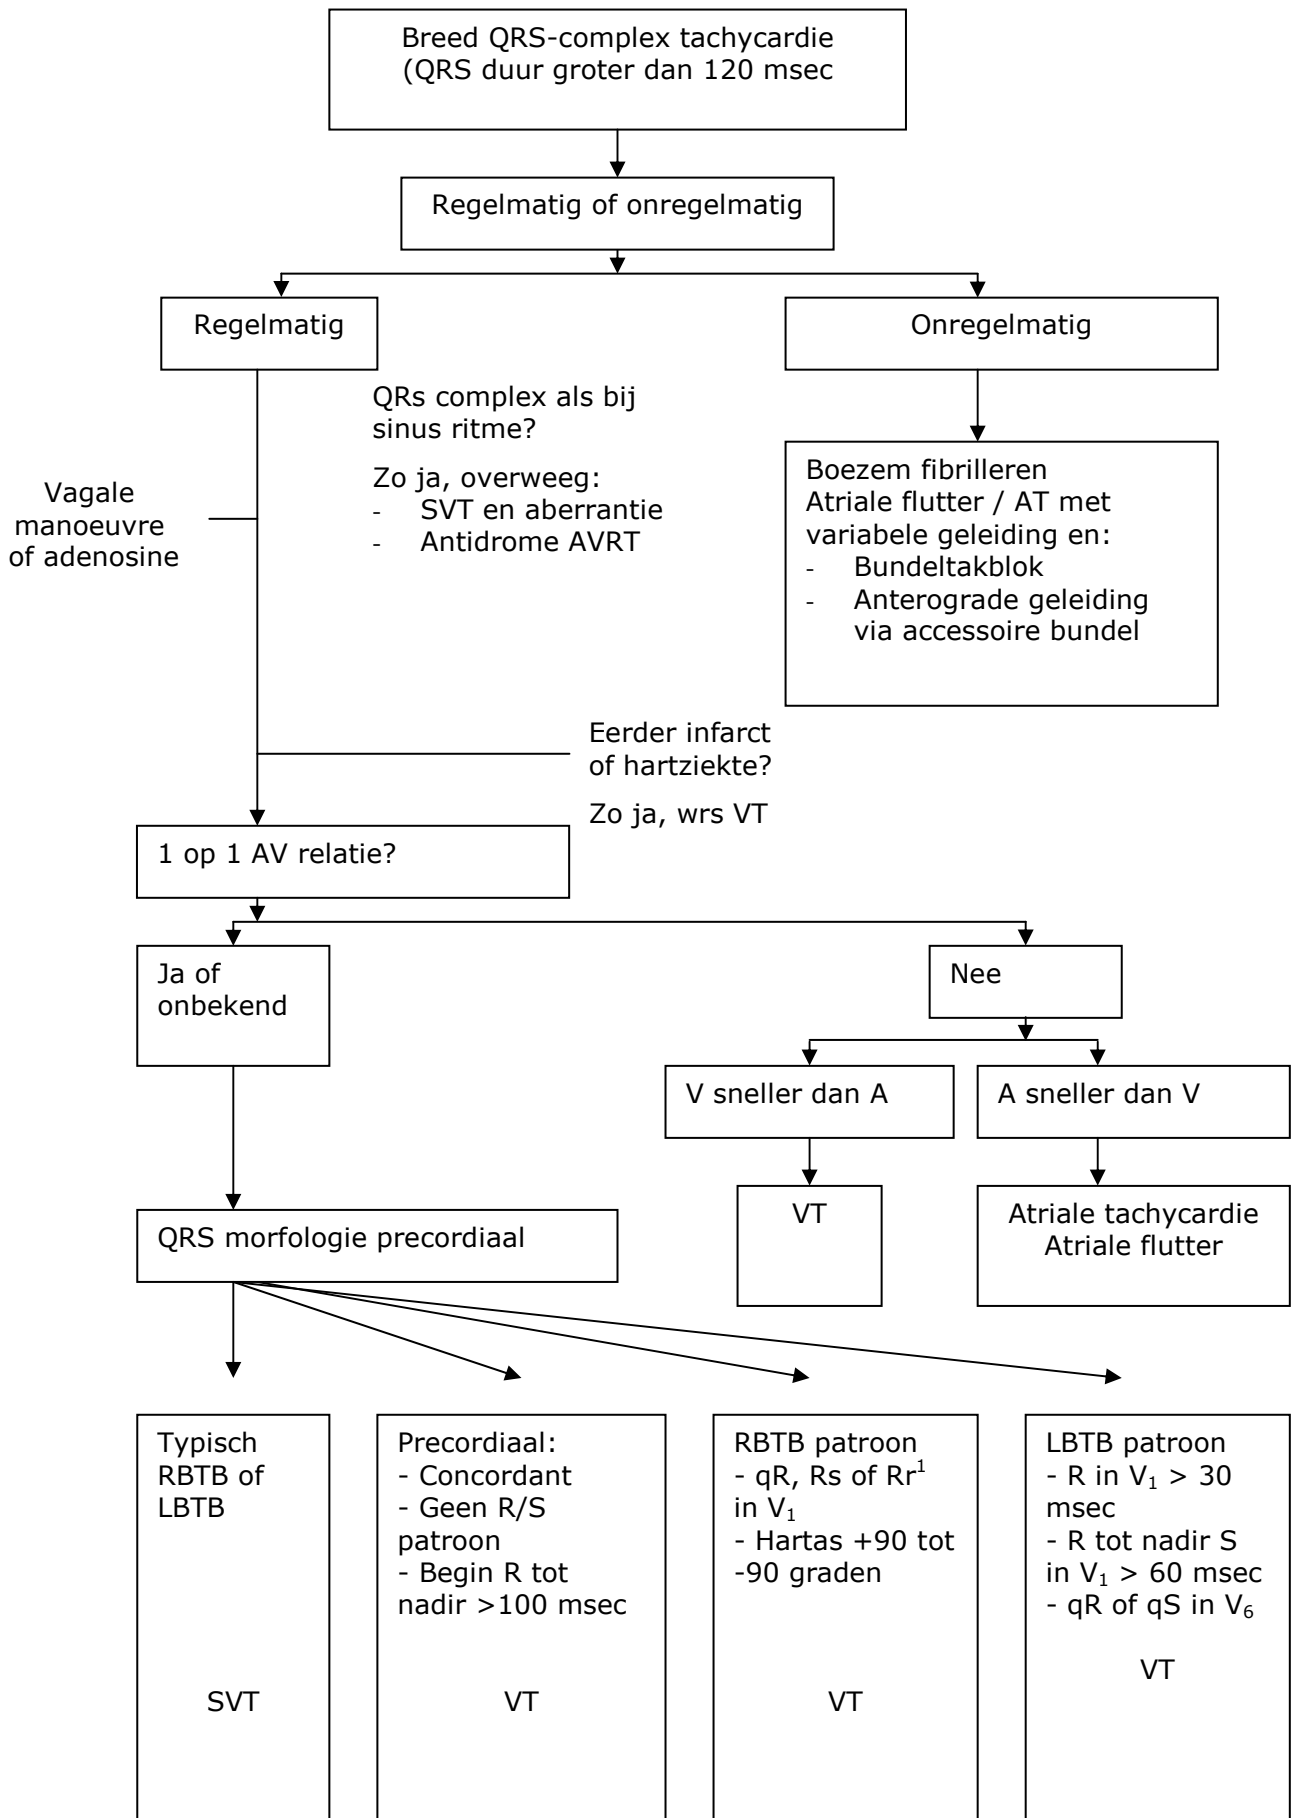 Breed QRS-complex tachycardie
(QRS duur groter dan 120 msec
Regelmatig of onregelmatig
Regelmatig
Onregelmatig
QRs complex als bij
sinus ritme?
Zo ja, overweeg:
- SVT en aberrantie
- Antidrome AVRT
Vagale
manoeuvre
of adenosine
Boezem fibrilleren
Atriale flutter / AT met
variabele geleiding en:
- Bundeltakblok
- Anterograde geleiding
via accessoire bundel
Eerder infarct
of hartziekte?
Zo ja, wrs VT
1 op 1 AV relatie?
Ja of
onbekend
Nee
V sneller dan A
A sneller dan V
VT
Atriale tachycardie
Atriale flutter
QRS morfologie precordiaal
Typisch
RBTB of
LBTB
SVT
Precordiaal:
- Concordant
- Geen R/S
patroon
- Begin R tot
nadir >100 msec
VT
RBTB patroon
- qR, Rs of Rr¹
in V₁
- Hartas +90 tot
-90 graden
VT
LBTB patroon
- R in V₁ > 30
msec
- R tot nadir S
in V₁ > 60 msec
- qR of qS in V₆
VT